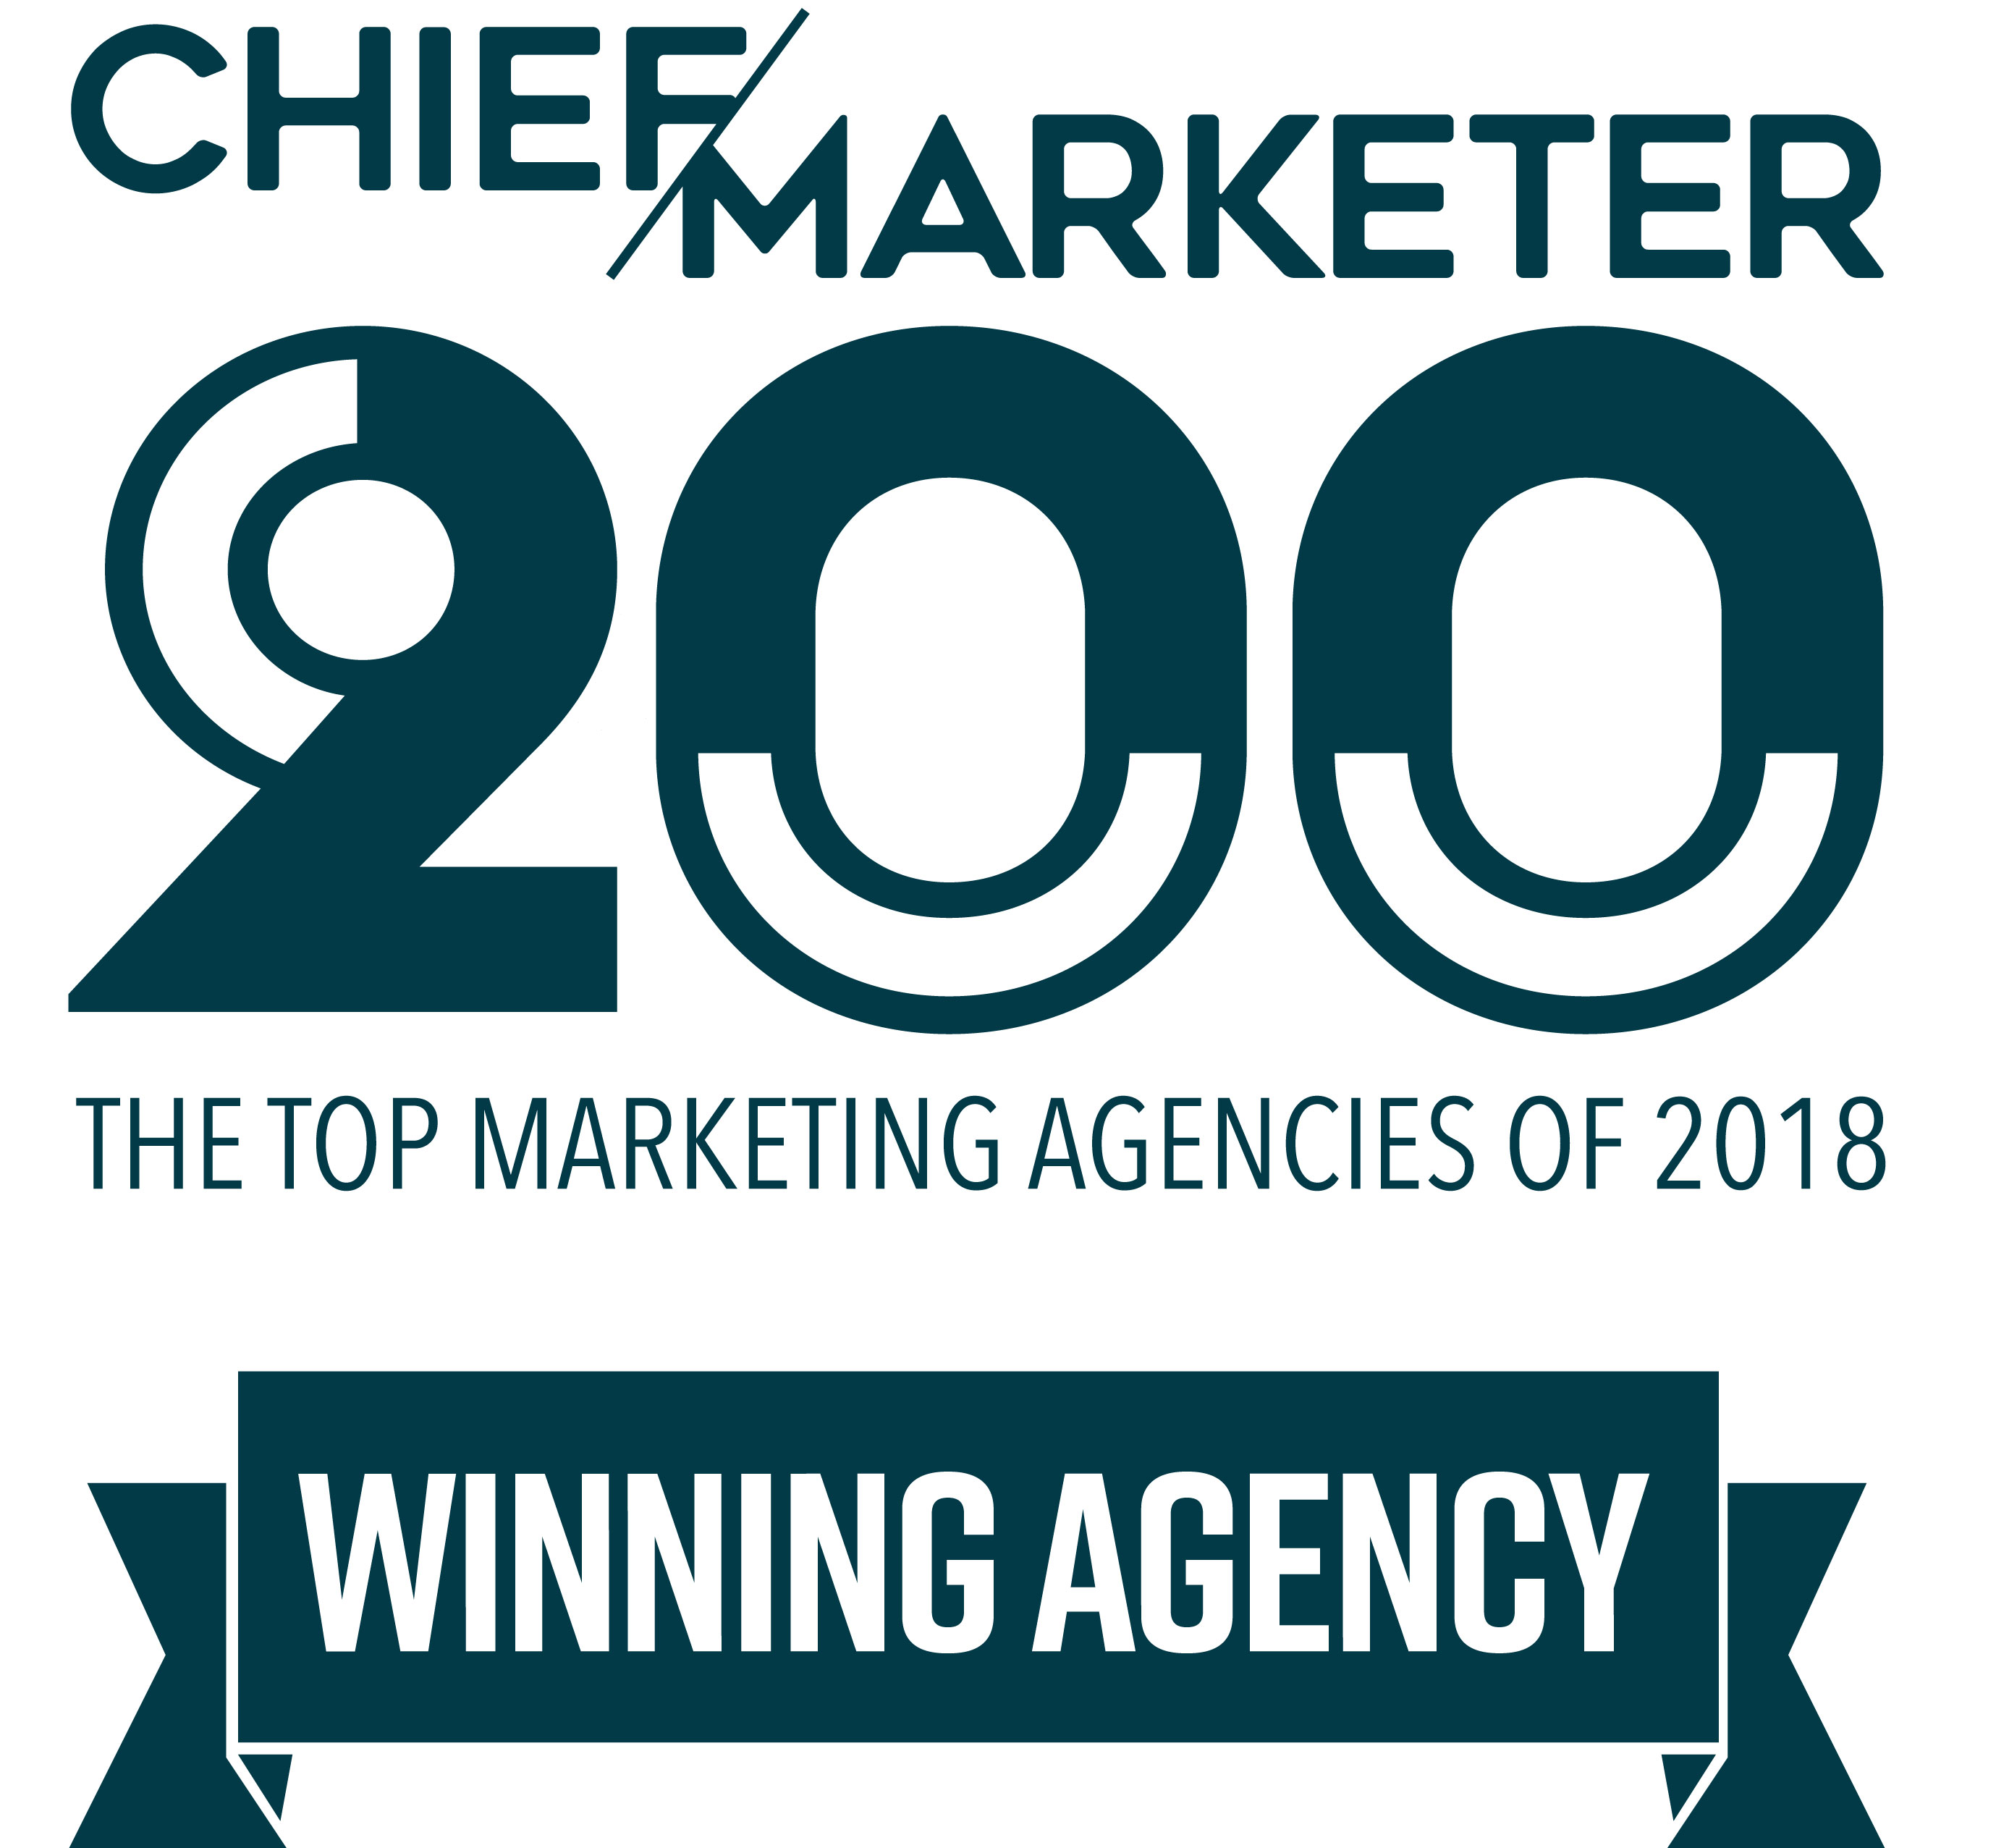 CHIEF
MARKETER
200
THE TOP MARKETING AGENCIES OF 2018
WINNING AGENCY